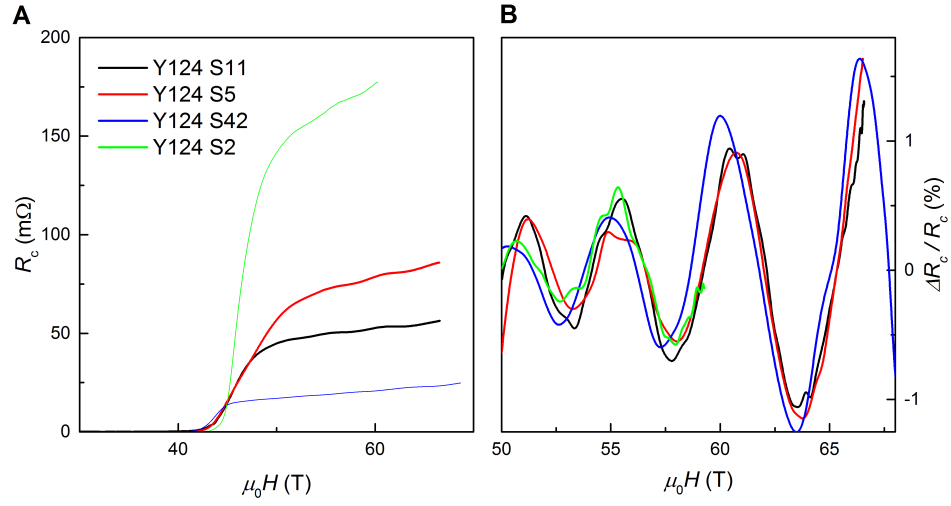 A
200
150
100
50
0
R_c (mΩ)
Y124 S11
Y124 S5
Y124 S42
Y124 S2
40
60
μ₀H (T)
B
1
0
-1
ΔR_c / R_c (%)
50
55
60
65
μ₀H (T)